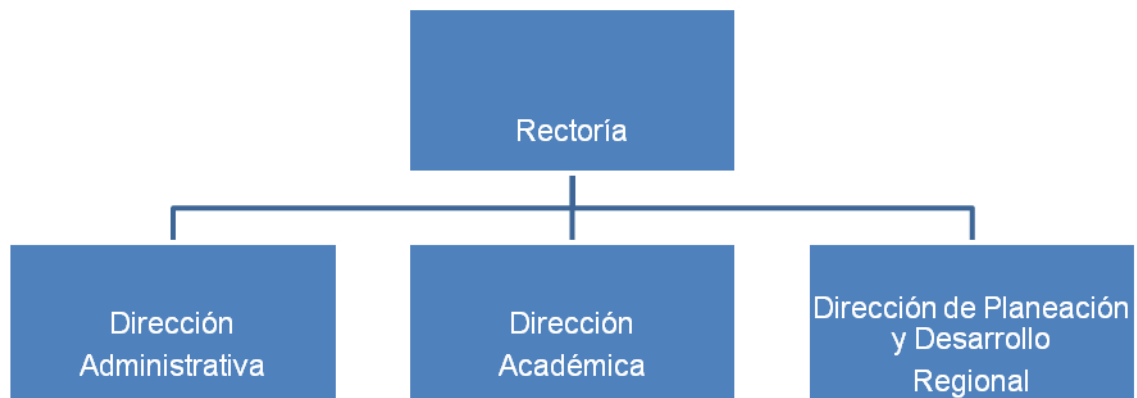 Rectoría
Dirección
Administrativa
Dirección
Académica
Dirección de Planeación
y Desarrollo
Regional